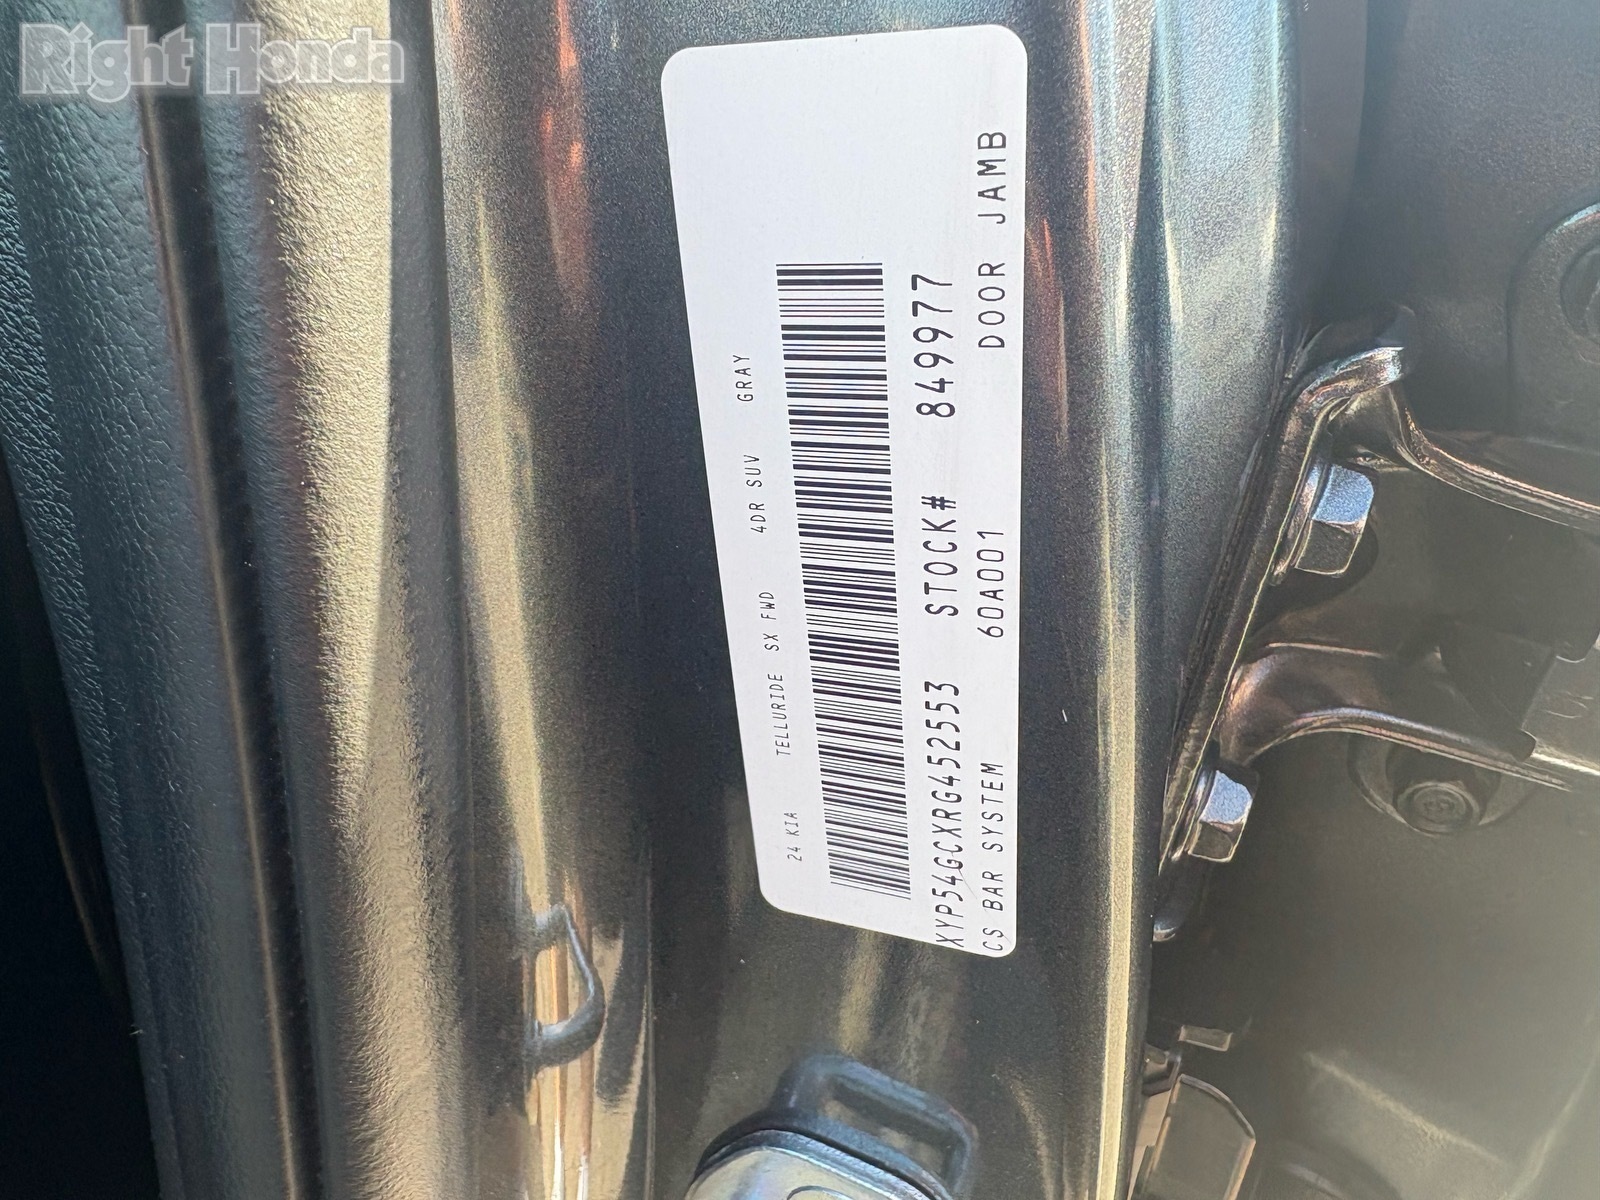 Right Honda
24 KIA TELLURIDE SX FWD 4DR SUV GRAY
XYP54GCXRG452553 STOCK# 849977
CS BAR SYSTEM 60A001 DOOR JAMB